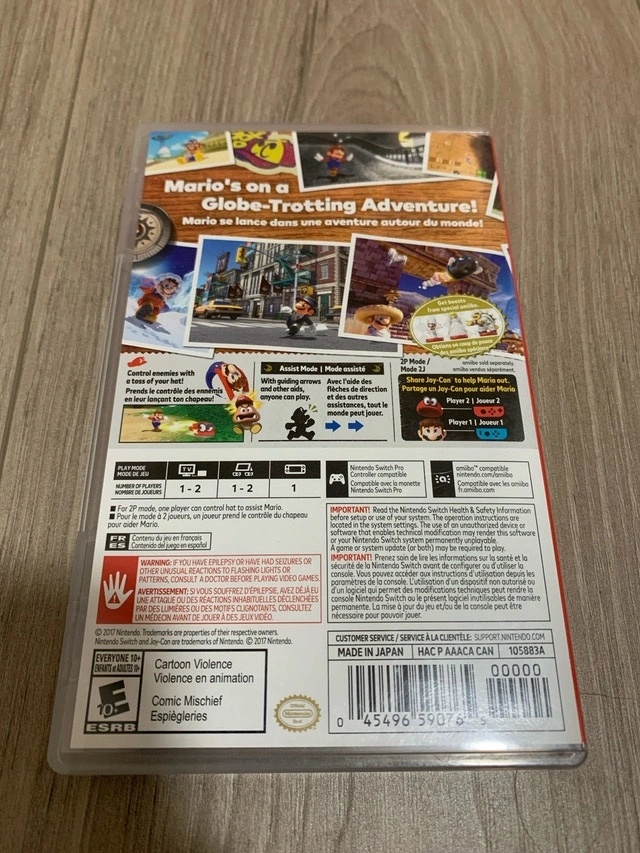 Mario's on a
Globe-Trotting Adventure!
Mario se lance dans une aventure autour du monde!
Get boosts
from special amiibo
Obtiens un coup de pouce
des amiibo spéciaux
amiibo sold separately.
amiibo vendus séparément.
Control enemies with
a toss of your hat!
Prends le contrôle des ennemis
en leur lançant ton chapeau!
Assist Mode | Mode assisté
With guiding arrows
and other aids,
anyone can play.
Avec l'aide des
flèches de direction
et des autres
assistances, tout le
monde peut jouer.
2P Mode /
Mode 2J
Share Joy-Con to help Mario out.
Partage un Joy-Con pour aider Mario
Player 2 | Joueur 2
Player 1 | Joueur 1
PLAY MODE
MODE DE JEU
TV
NUMBER OF PLAYERS
NOMBRE DE JOUEURS
1 - 2
1 - 2
1
For 2P mode, one player can control hat to assist Mario.
Pour le mode à 2 joueurs, un joueur prend le contrôle du chapeau
pour aider Mario.
FR Contenu du jeu en français
ES Contenido del juego en español
Nintendo Switch Pro
Controller compatible
Compatible avec la manette
Nintendo Switch Pro
amiibo™ compatible
nintendo.com/amiibo
Compatible avec les amiibo
fr.amiibo.com
IMPORTANT! Read the Nintendo Switch Health & Safety Information
before setup or use of your system. The operation instructions are
located in the system settings. The use of an unauthorized device or
software that enables technical modification may render this software
or your Nintendo Switch system permanently unplayable.
A game or system update (or both) may be required to play.
IMPORTANT! Prenez soin de lire les informations sur la santé et la
sécurité de la Nintendo Switch avant de configurer ou d'utiliser la
console. Vous pouvez accéder aux instructions d'utilisation depuis les
paramètres de la console. L'utilisation d'un dispositif non autorisé ou
d'un logiciel qui permet des modifications techniques peut rendre la
console Nintendo Switch ou le présent logiciel inutilisables de manière
permanente. La mise à jour du jeu et/ou de la console peut être
nécessaire pour pouvoir jouer.
WARNING: IF YOU HAVE EPILEPSY OR HAVE HAD SEIZURES OR
OTHER UNUSUAL REACTIONS TO FLASHING LIGHTS OR
PATTERNS, CONSULT A DOCTOR BEFORE PLAYING VIDEO GAMES.
AVERTISSEMENT: SI VOUS SOUFFREZ D'ÉPILEPSIE, AVEZ DÉJÀ EU
UNE ATTAQUE OU DES RÉACTIONS INHABITUELLES DÉCLENCHÉES
PAR DES LUMIÈRES OU DES MOTIFS CLIGNOTANTS, CONSULTEZ
UN MÉDECIN AVANT DE JOUER À DES JEUX VIDÉO.
© 2017 Nintendo. Trademarks are properties of their respective owners.
Nintendo Switch and Joy-Con are trademarks of Nintendo. © 2017 Nintendo.
CUSTOMER SERVICE / SERVICE À LA CLIENTÈLE: SUPPORT.NINTENDO.COM
MADE IN JAPAN HAC P AAACA CAN 105883A
EVERYONE 10+
ENFANTS et ADULTES 10+
E
10+
ESRB
Cartoon Violence
Violence en animation
Comic Mischief
Espiègleries
Official
Nintendo
Seal
00000
0 45496 59076 5